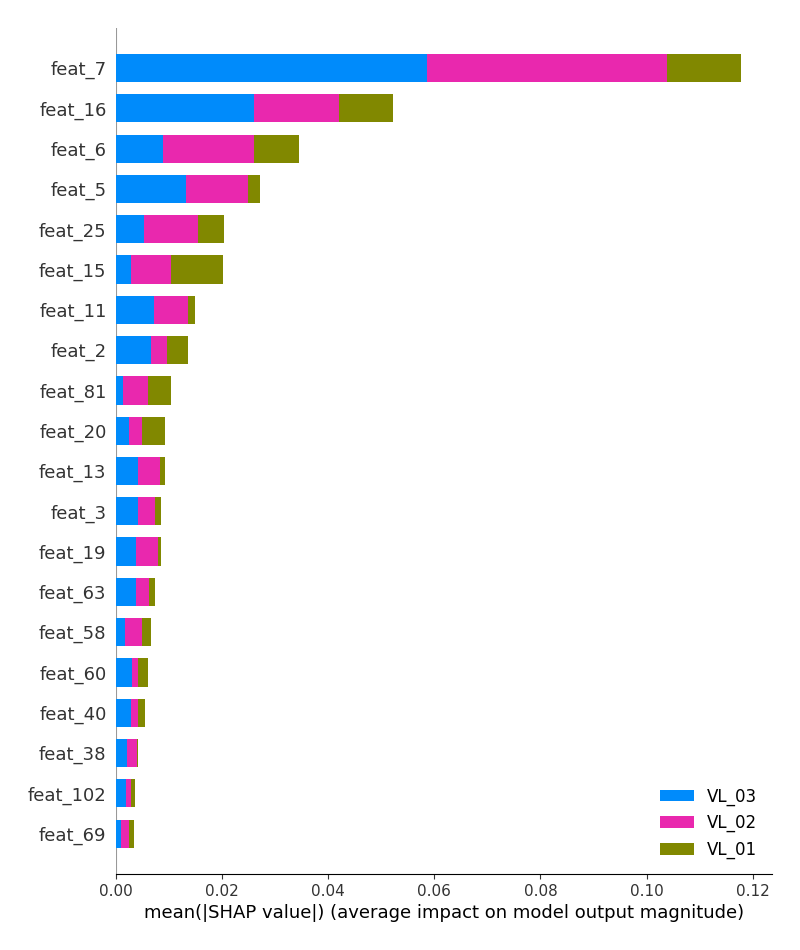 feat_7
feat_16
feat_6
feat_5
feat_25
feat_15
feat_11
feat_2
feat_81
feat_20
feat_13
feat_3
feat_19
feat_63
feat_58
feat_60
feat_40
feat_38
feat_102
feat_69
VL_03
VL_02
VL_01
0.00 0.02 0.04 0.06 0.08 0.10 0.12
mean(|SHAP value|) (average impact on model output magnitude)